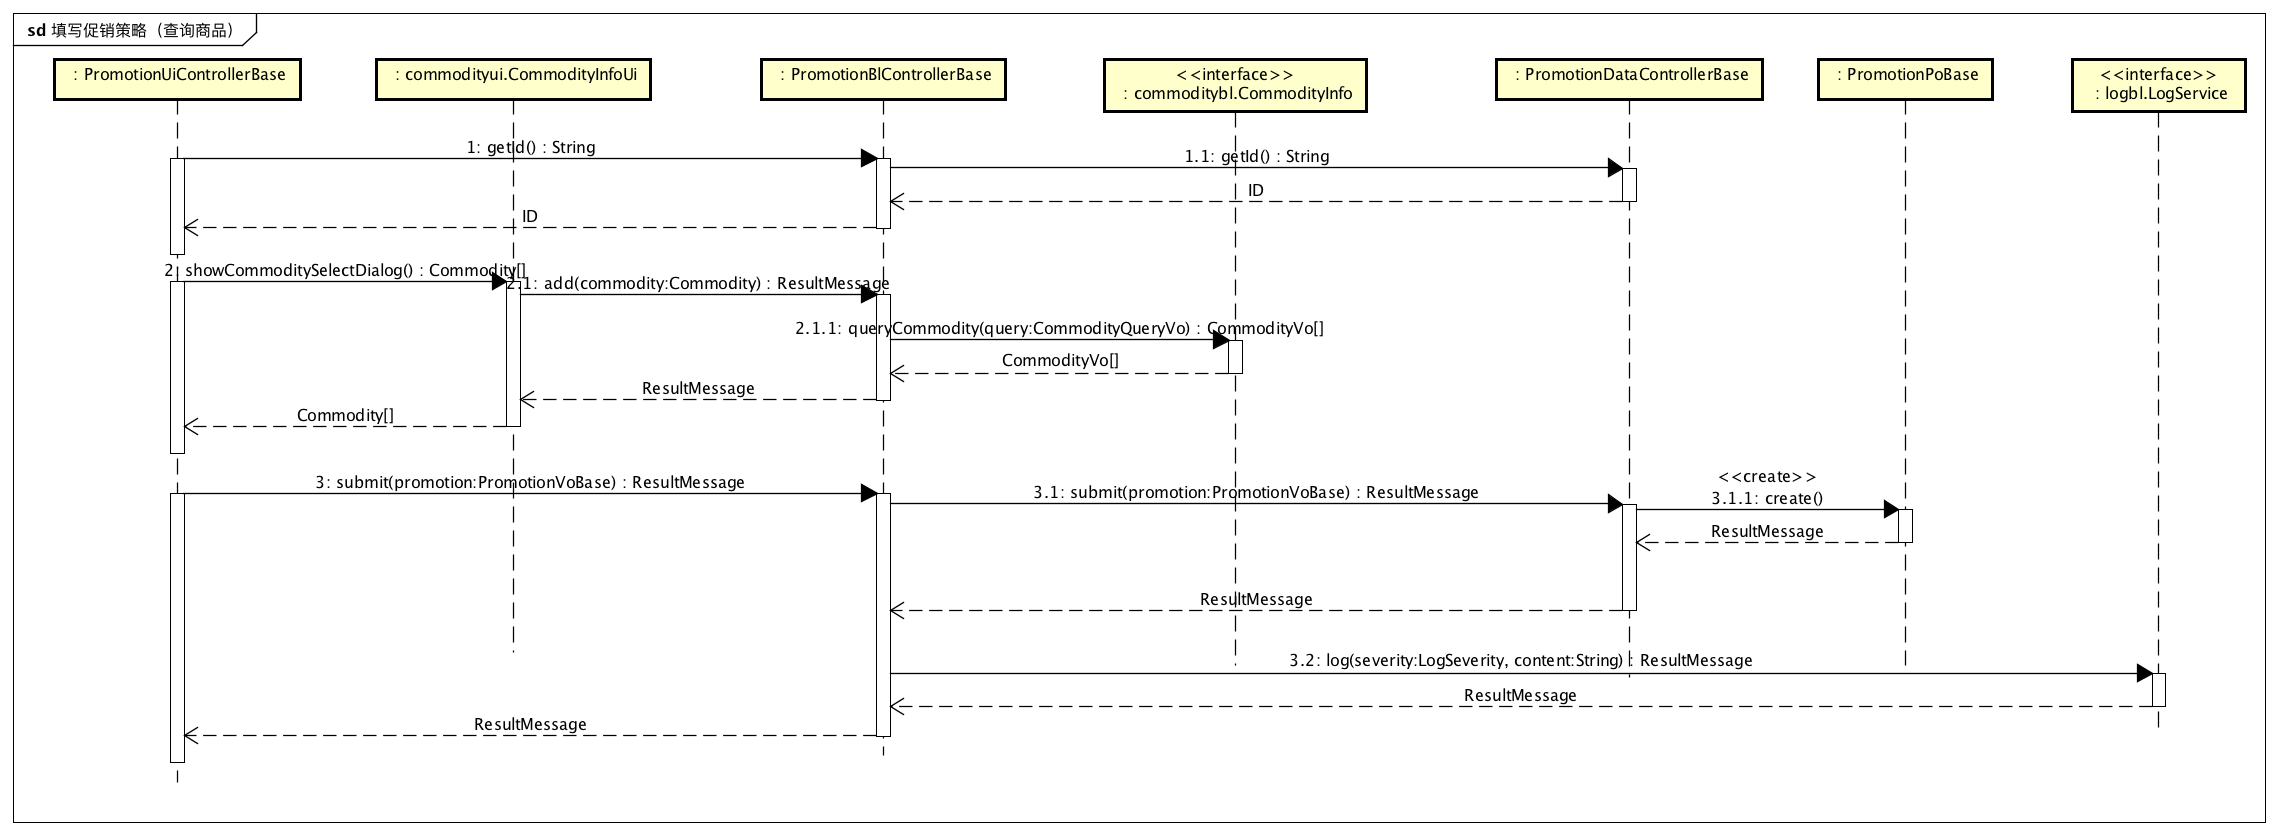 sd 填写促销策略（查询商品）
: PromotionUiControllerBase
: commodityui.CommodityInfoUi
: PromotionBlControllerBase
<<interface>>
: commoditybl.CommodityInfo
: PromotionDataControllerBase
: PromotionPoBase
<<interface>>
: logbl.LogService
1: getId() : String
1.1: getId() : String
ID
ID
2: showCommoditySelectDialog() : Commodity[]
2.1: add(commodity:Commodity) : ResultMessage
2.1.1: queryCommodity(query:CommodityQueryVo) : CommodityVo[]
CommodityVo[]
ResultMessage
Commodity[]
3: submit(promotion:PromotionVoBase) : ResultMessage
3.1: submit(promotion:PromotionVoBase) : ResultMessage
<<create>>
3.1.1: create()
ResultMessage
ResultMessage
3.2: log(severity:LogSeverity, content:String) : ResultMessage
ResultMessage
ResultMessage